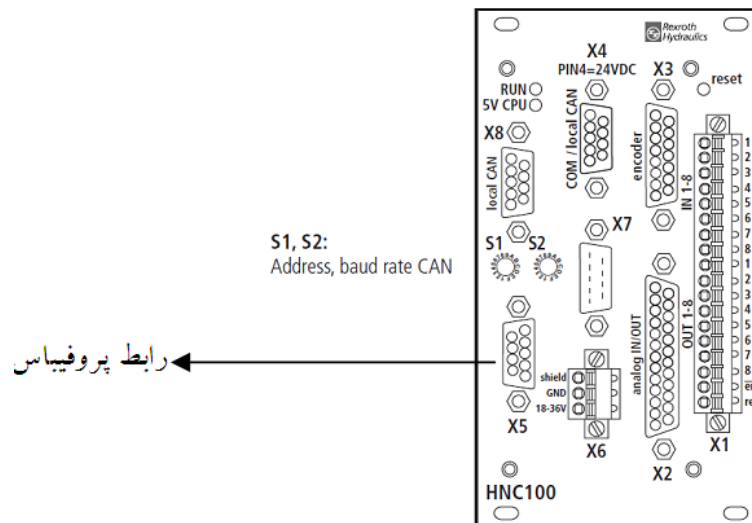 Rexroth
Hydraulics
X4
PIN4=24VDC
X3
reset
RUN
5V CPU
X8
local CAN
COM / local CAN
encoder
IN 1-8
1
2
3
4
5
6
7
8
S1, S2:
Address, baud rate CAN
S1
S2
X7
analog IN/OUT
OUT 1-8
1
2
3
4
5
6
7
8
رابط پروفیباس
shield
GND
18-36V
X5
X6
X1
X2
HNC100